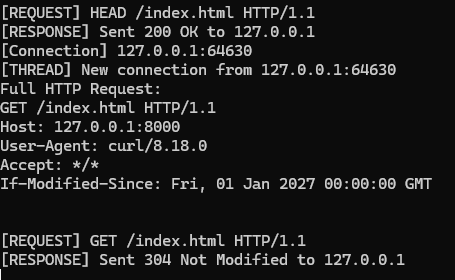 [REQUEST] HEAD /index.html HTTP/1.1
[RESPONSE] Sent 200 OK to 127.0.0.1
[Connection] 127.0.0.1:64630
[THREAD] New connection from 127.0.0.1:64630
Full HTTP Request:
GET /index.html HTTP/1.1
Host: 127.0.0.1:8000
User-Agent: curl/8.18.0
Accept: */*
If-Modified-Since: Fri, 01 Jan 2027 00:00:00 GMT
[REQUEST] GET /index.html HTTP/1.1
[RESPONSE] Sent 304 Not Modified to 127.0.0.1